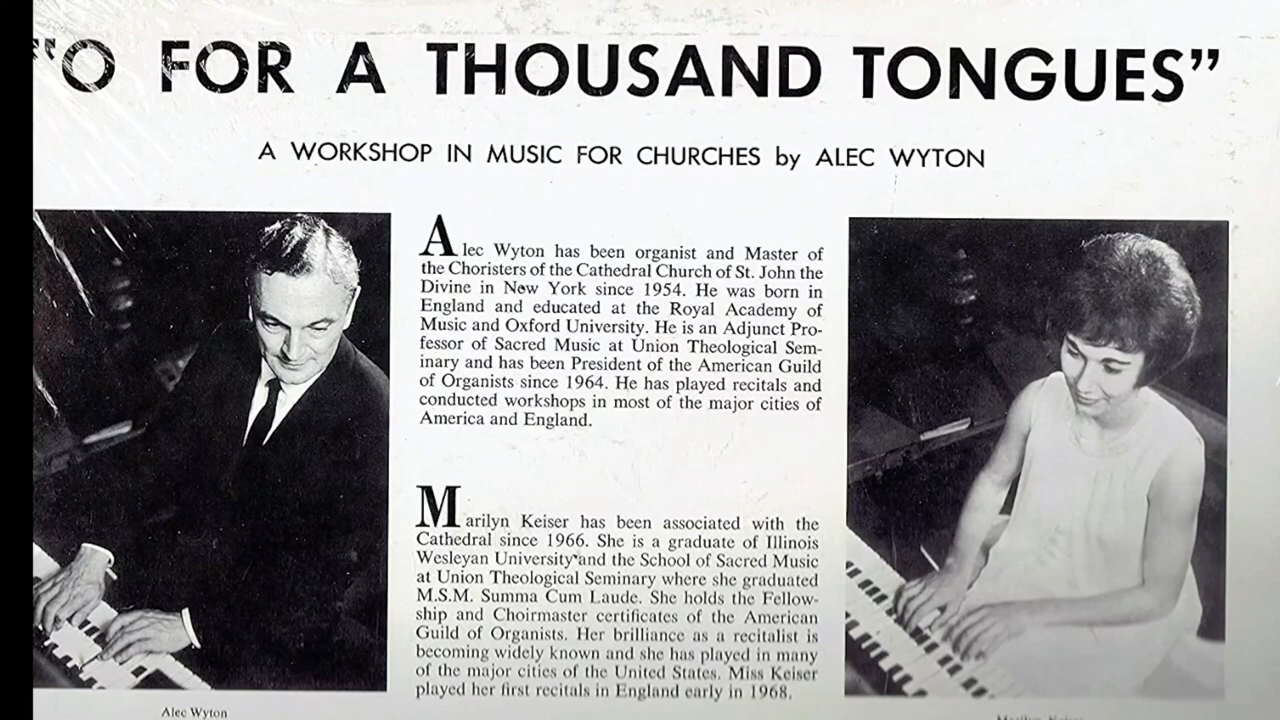 "O FOR A THOUSAND TONGUES"
A WORKSHOP IN MUSIC FOR CHURCHES by ALEC WYTON
Alec Wyton has been organist and Master of
the Choristers of the Cathedral Church of St. John the
Divine in New York since 1954. He was born in
England and educated at the Royal Academy of
Music and Oxford University. He is an Adjunct Pro-
fessor of Sacred Music at Union Theological Sem-
inary and has been President of the American Guild
of Organists since 1964. He has played recitals and
conducted workshops in most of the major cities of
America and England.
Marilyn Keiser has been associated with the
Cathedral since 1966. She is a graduate of Illinois
Wesleyan University and the School of Sacred Music
at Union Theological Seminary where she graduated
M.S.M. Summa Cum Laude. She holds the Fellow-
ship and Choirmaster certificates of the American
Guild of Organists. Her brilliance as a recitalist is
becoming widely known and she has played in many
of the major cities of the United States. Miss Keiser
played her first recitals in England early in 1968.
Alec Wyton